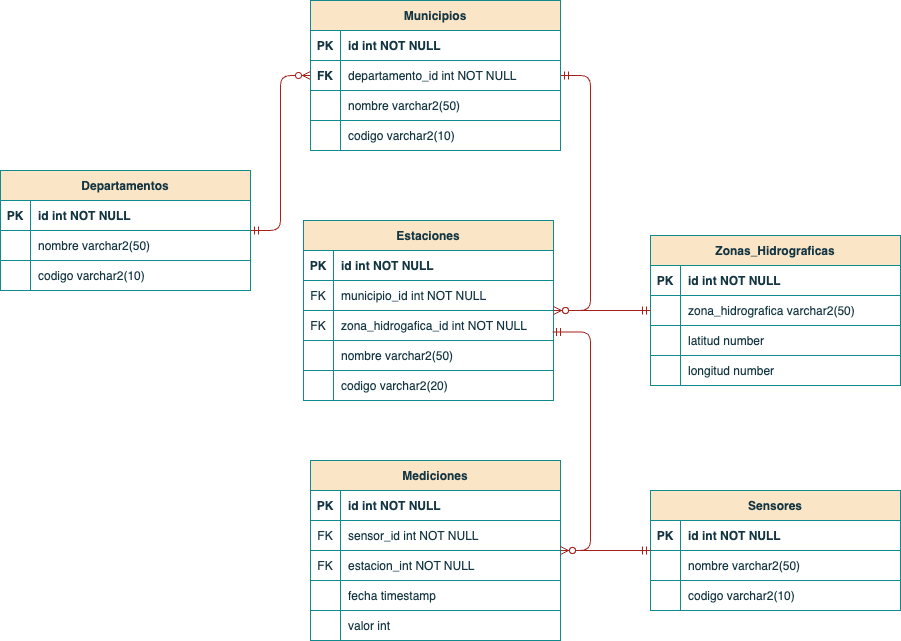 Municipios
PK id int NOT NULL
FK departamento_id int NOT NULL
nombre varchar2(50)
codigo varchar2(10)
Departamentos
PK id int NOT NULL
nombre varchar2(50)
codigo varchar2(10)
Estaciones
PK id int NOT NULL
FK municipio_id int NOT NULL
FK zona_hidrogafica_id int NOT NULL
nombre varchar2(50)
codigo varchar2(20)
Zonas_Hidrograficas
PK id int NOT NULL
zona_hidrografica varchar2(50)
latitud number
longitud number
Mediciones
PK id int NOT NULL
FK sensor_id int NOT NULL
FK estacion_int NOT NULL
fecha timestamp
valor int
Sensores
PK id int NOT NULL
nombre varchar2(50)
codigo varchar2(10)